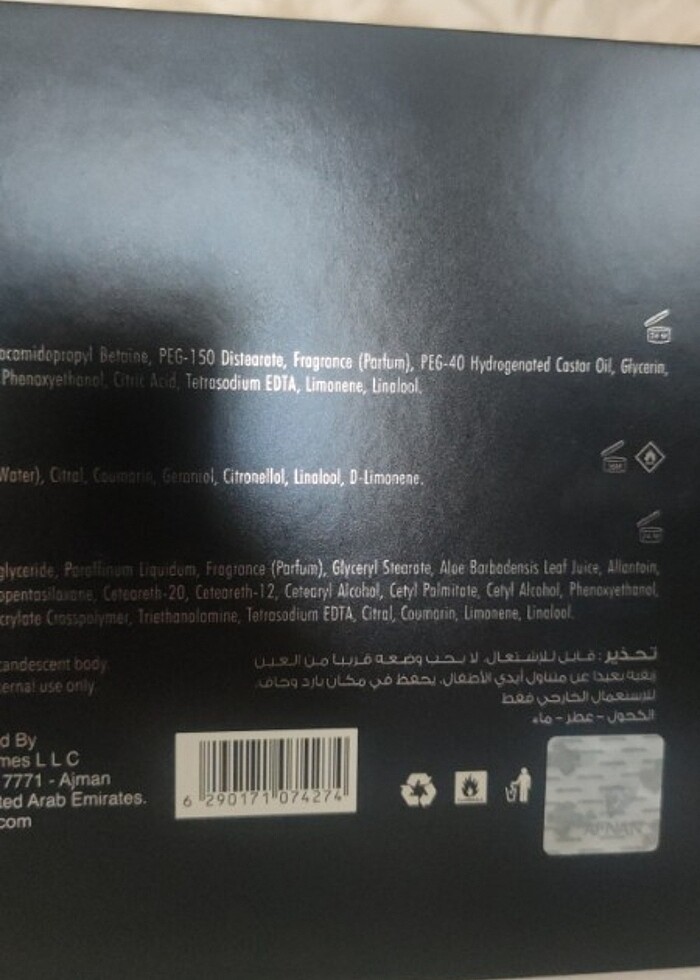 24 M
ocamidopropyl Betaine, PEG-150 Distearate, Fragrance (Parfum), PEG-40 Hydrogenated Castor Oil, Glycerin,
Phenoxyethanol, Citric Acid, Tetrasodium EDTA, Limonene, Linalool.
Water), Citral, Coumarin, Geraniol, Citronellol, Linalool, D-Limonene.
glyceride, Paraffinum Liquidum, Fragrance (Parfum), Glyceryl Stearate, Aloe Barbadensis Leaf Juice, Allantoin,
opentasiloxane, Ceteareth-20, Ceteareth-12, Cetearyl Alcohol, Cetyl Palmitate, Cetyl Alcohol, Phenoxyethanol,
crylate Crosspolymer, Triethanolamine, Tetrasodium EDTA, Citral, Coumarin, Limonene, Linalool.
candescent body.
ternal use only.
تحذير: قابل للإشتعال. لا يجب وضعه قريبا من العين
إبقيه بعيدا عن متناول أيدي الأطفال. يحفظ في مكان بارد وجاف.
للاستعمال الخارجي فقط
الكحول - عطر - ماء.
d By
mes L L C
7771 - Ajman
ted Arab Emirates.
com
6 290171 074274
AFNAN